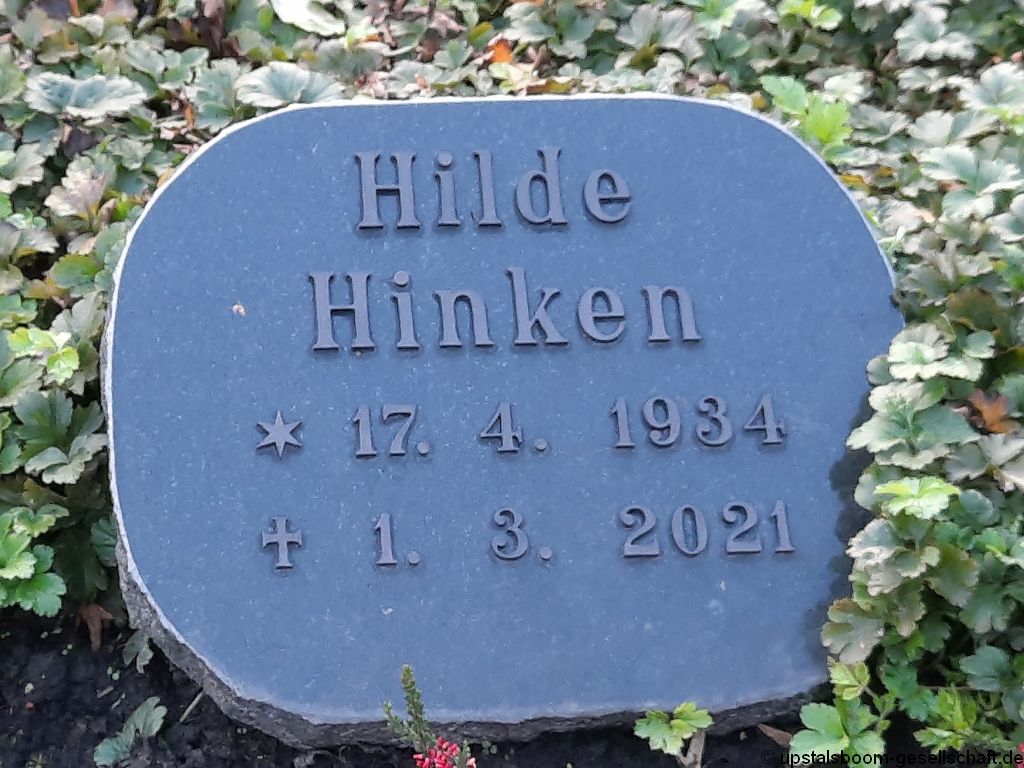 Hilde
Hinken
* 17. 4. 1934
† 1. 3. 2021
© upstalsboom-gesellschaft.de